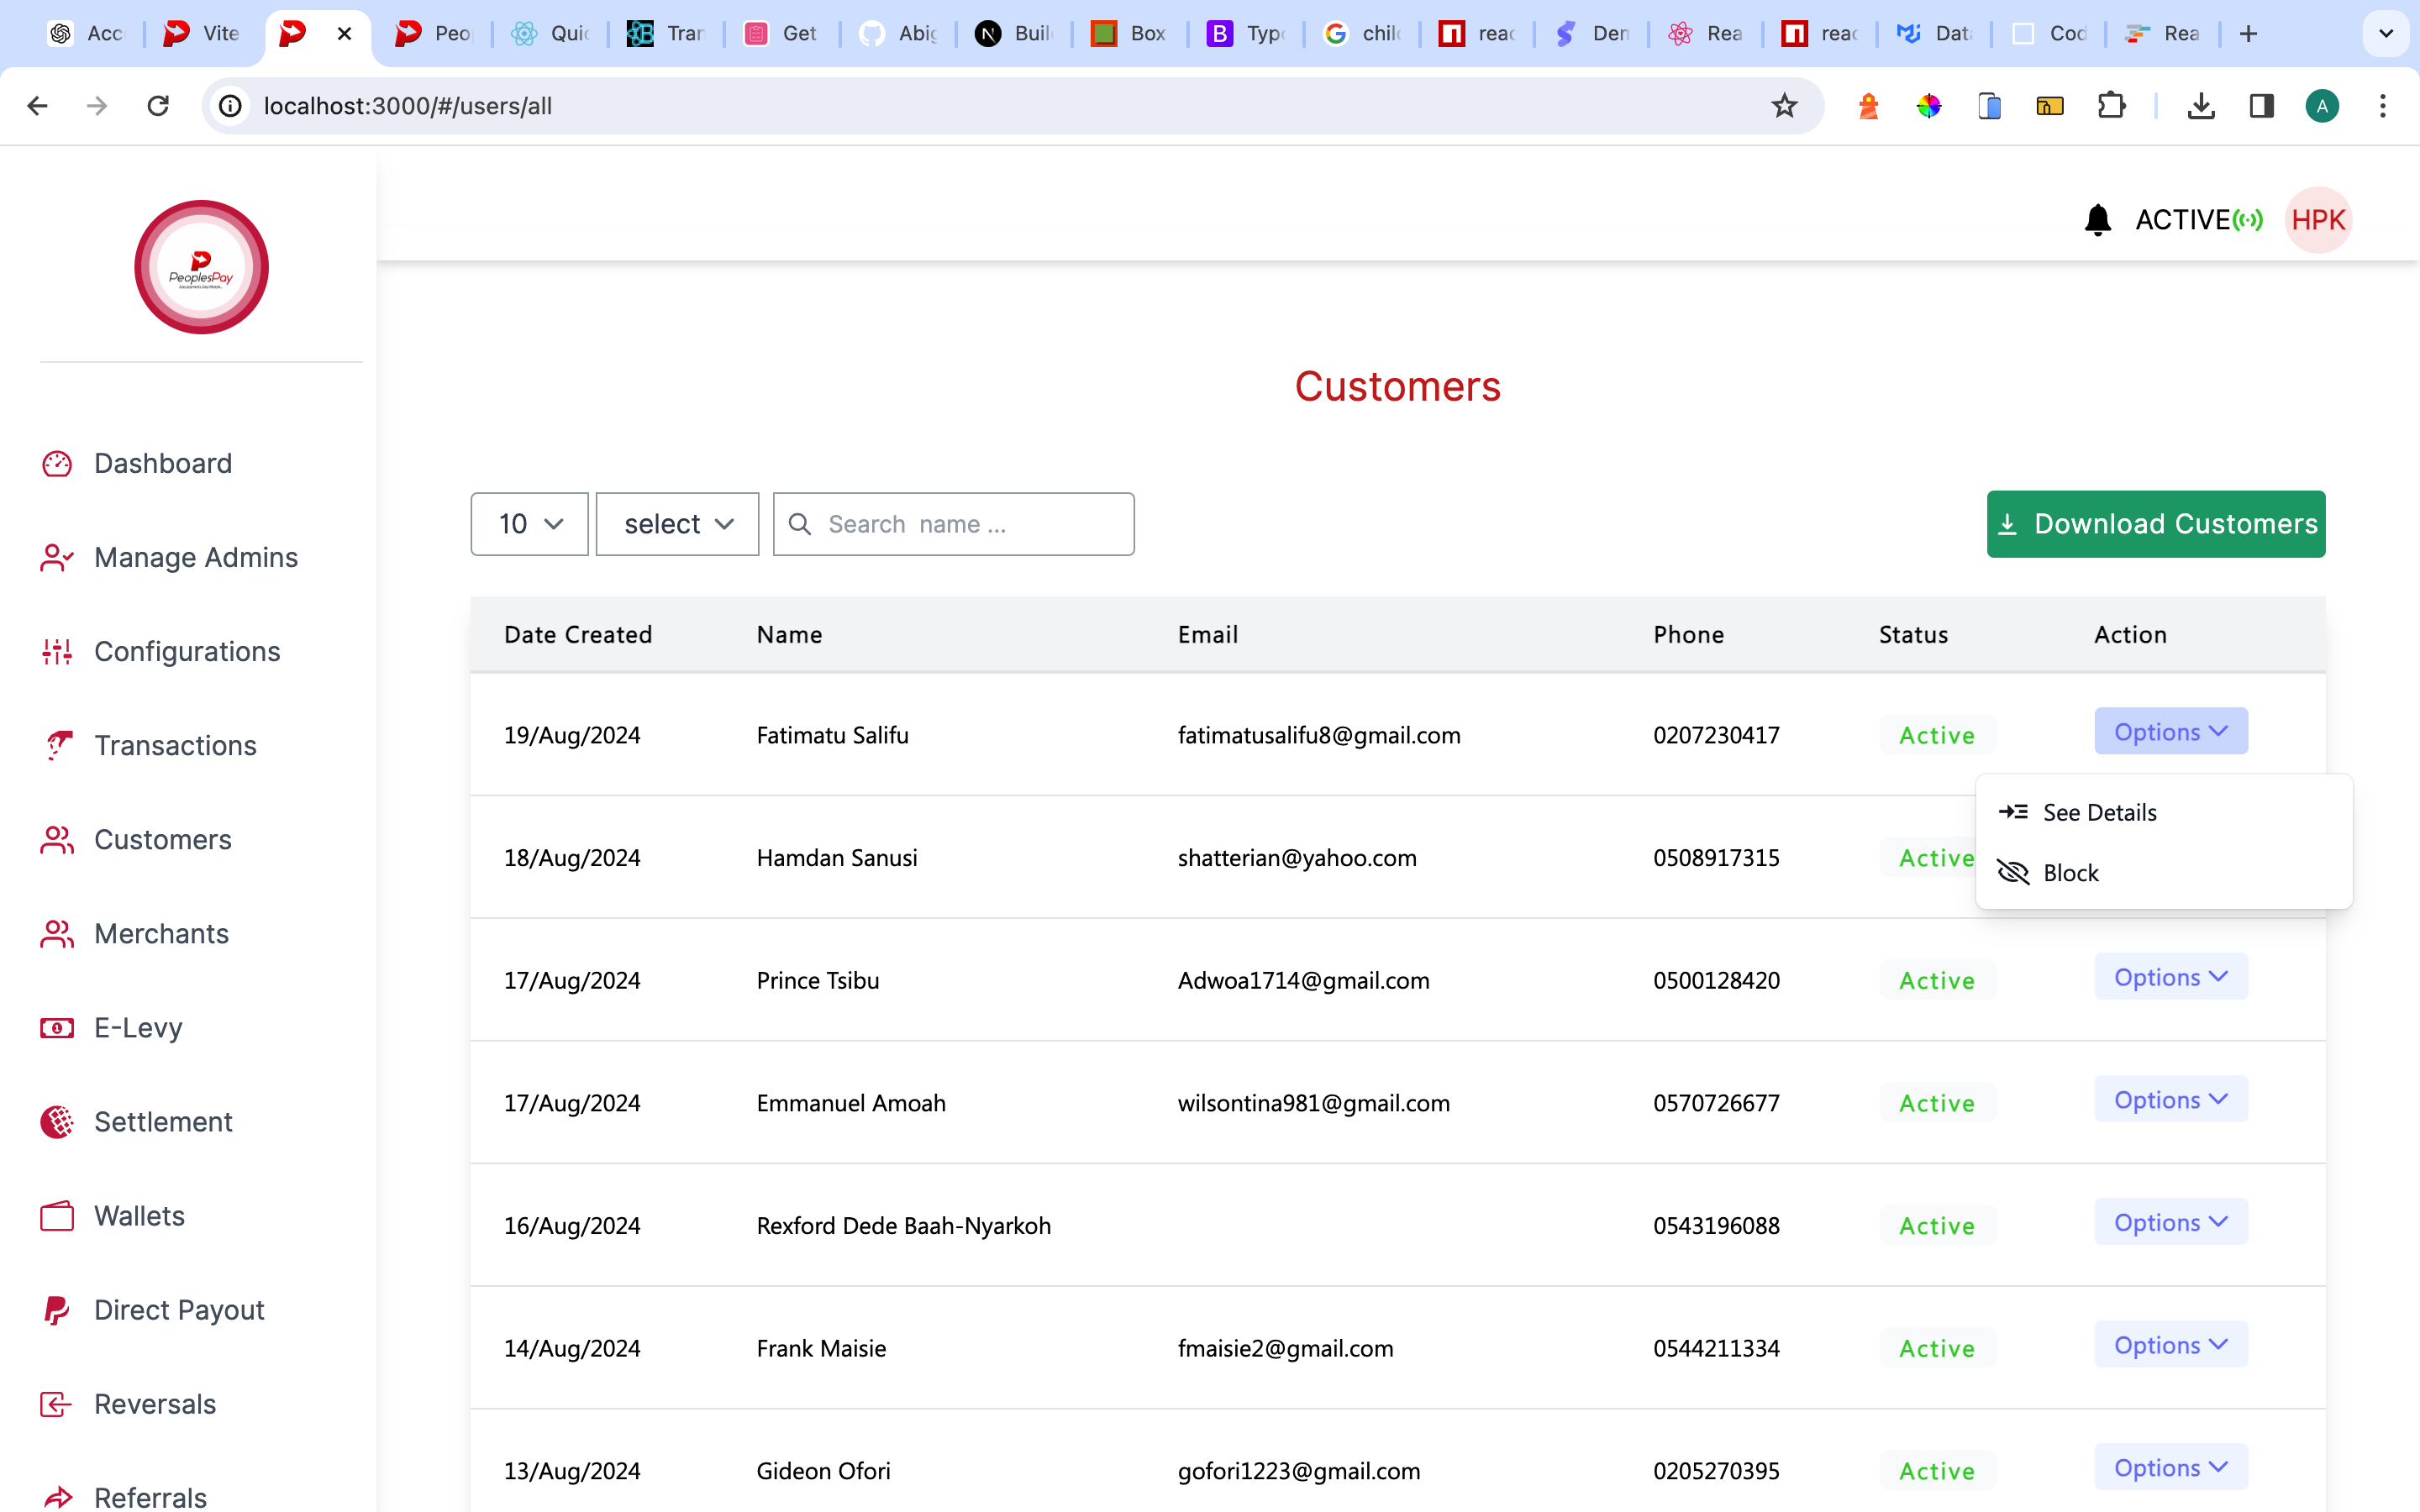 Acc
Vite
Peo
Quic
Tran
Get
Abig
Buil
Box
Typo
chil
reac
Den
Rea
reac
Data
Cod
Rea
localhost:3000/#/users/all
A
PeoplesPay
ACTIVE
HPK
Customers
Dashboard
Manage Admins
Configurations
Transactions
Customers
Merchants
E-Levy
Settlement
Wallets
Direct Payout
Reversals
Referrals
10
select
Search name ...
Download Customers
Date Created Name Email Phone Status Action
19/Aug/2024 Fatimatu Salifu fatimatusalifu8@gmail.com 0207230417 Active Options
See Details
Block
18/Aug/2024 Hamdan Sanusi shatterian@yahoo.com 0508917315 Active
17/Aug/2024 Prince Tsibu Adwoa1714@gmail.com 0500128420 Active Options
17/Aug/2024 Emmanuel Amoah wilsontina981@gmail.com 0570726677 Active Options
16/Aug/2024 Rexford Dede Baah-Nyarkoh 0543196088 Active Options
14/Aug/2024 Frank Maisie fmaisie2@gmail.com 0544211334 Active Options
13/Aug/2024 Gideon Ofori gofori1223@gmail.com 0205270395 Active Options